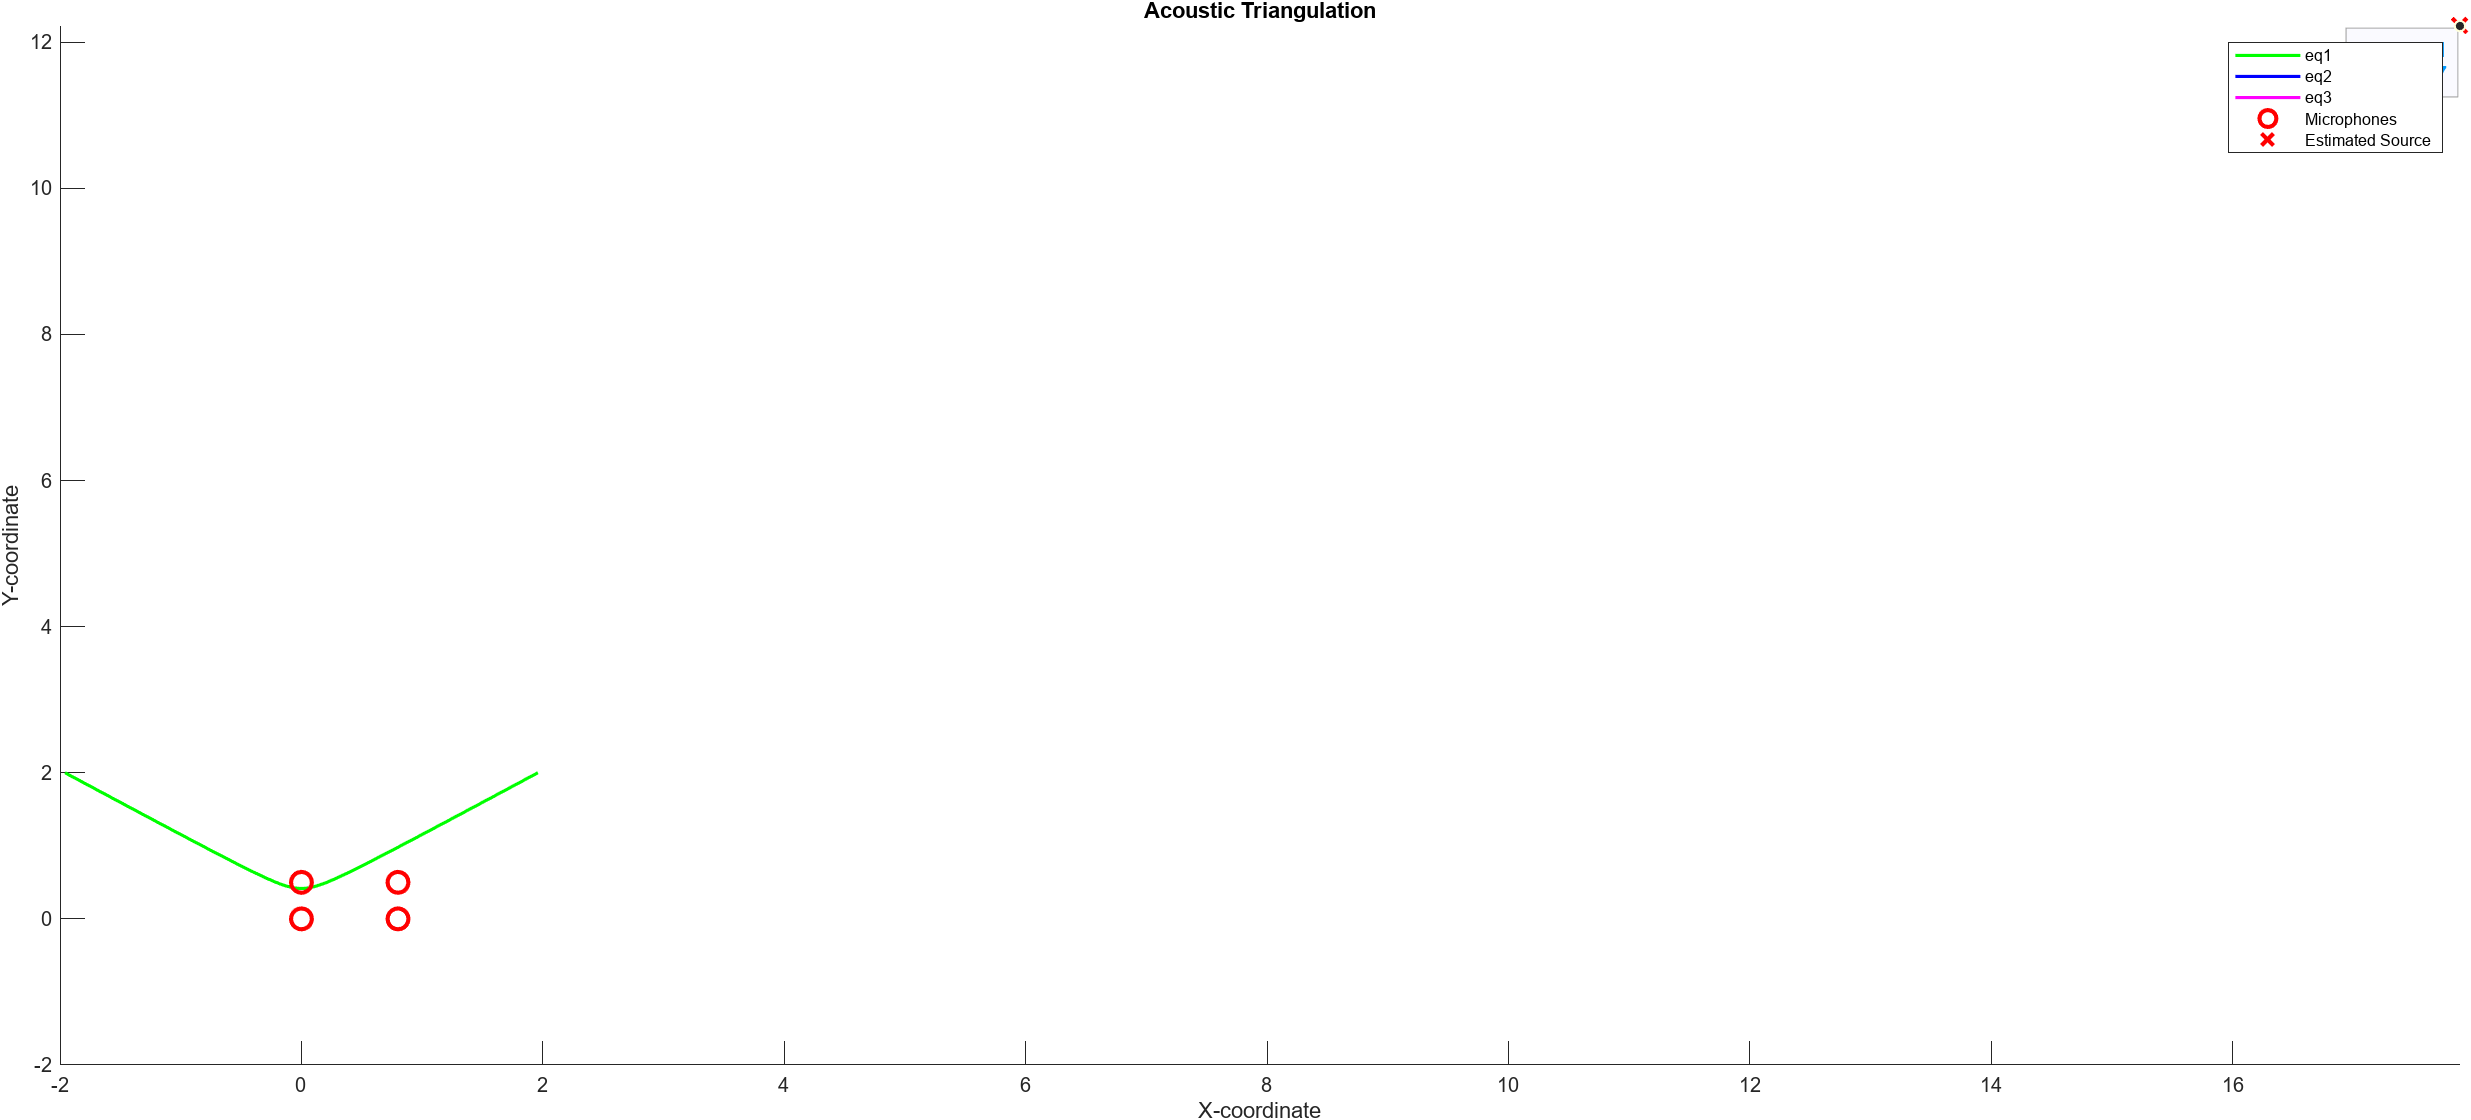 Acoustic Triangulation
12
10
8
6
4
2
0
-2
Y-coordinate
eq1
eq2
eq3
Microphones
Estimated Source
-2 0 2 4 6 8 10 12 14 16
X-coordinate